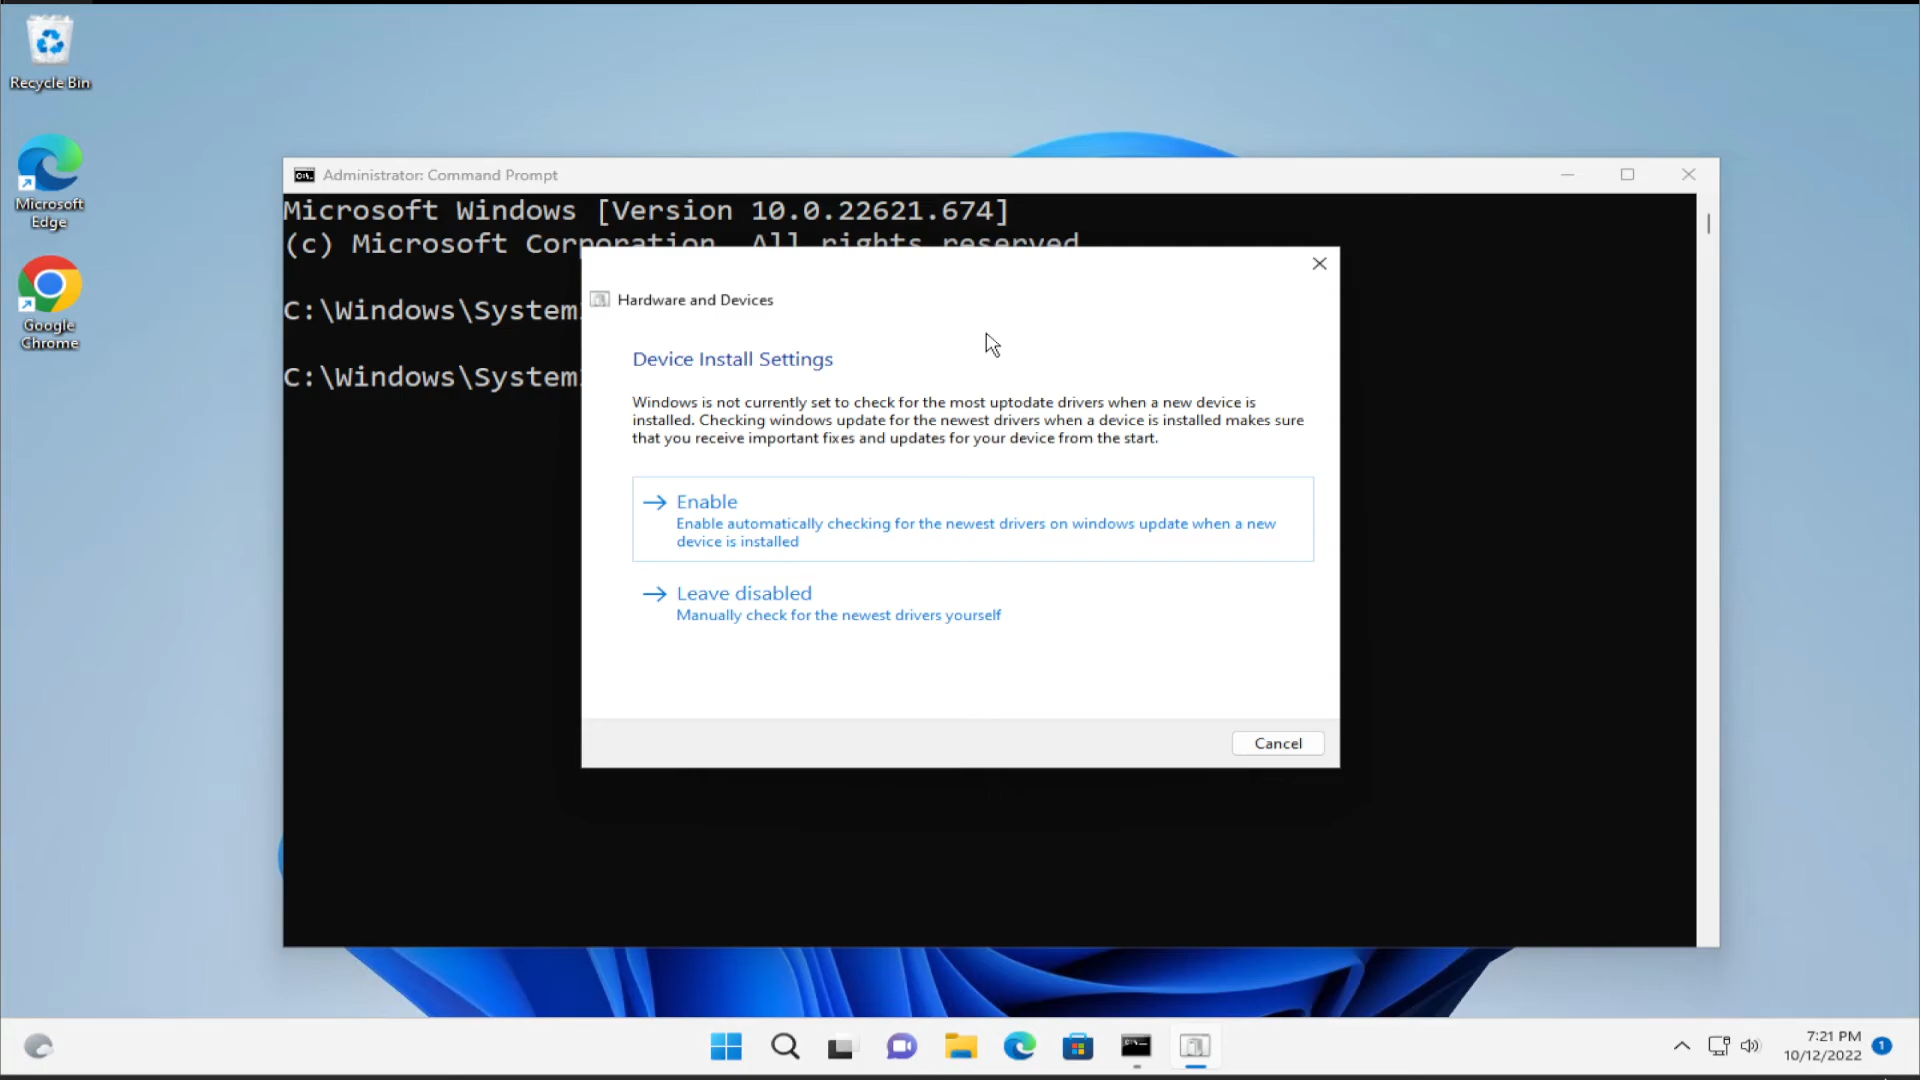 Recycle Bin
Microsoft
Edge
Google
Chrome
Administrator: Command Prompt
Microsoft Windows [Version 10.0.22621.674]
(c) Microsoft Corporation. All rights reserved
C:\Windows\System
C:\Windows\System
Hardware and Devices
Device Install Settings
Windows is not currently set to check for the most uptodate drivers when a new device is
installed. Checking windows update for the newest drivers when a device is installed makes sure
that you receive important fixes and updates for your device from the start.
Enable
Enable automatically checking for the newest drivers on windows update when a new
device is installed
Leave disabled
Manually check for the newest drivers yourself
Cancel
7:21 PM
10/12/2022
1